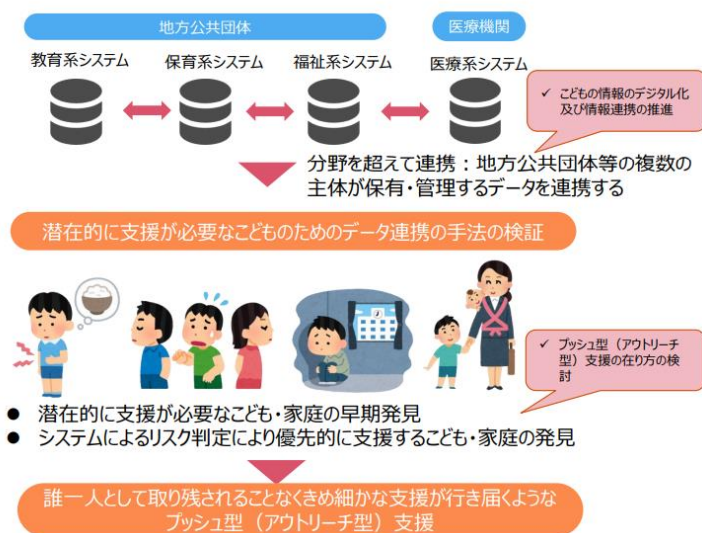 地方公共団体
医療機関
教育系システム
保育系システム
福祉系システム
医療系システム
✓ こどもの情報のデジタル化
及び情報連携の推進
分野を超えて連携：地方公共団体等の複数の
主体が保有・管理するデータを連携する
潜在的に支援が必要なこどものためのデータ連携の手法の検証
✓ プッシュ型（アウトリーチ
型）支援の在り方の検
討
● 潜在的に支援が必要なこども・家庭の早期発見
● システムによるリスク判定により優先的に支援するこども・家庭の発見
誰一人として取り残されることなくきめ細かな支援が行き届くような
プッシュ型（アウトリーチ型）支援